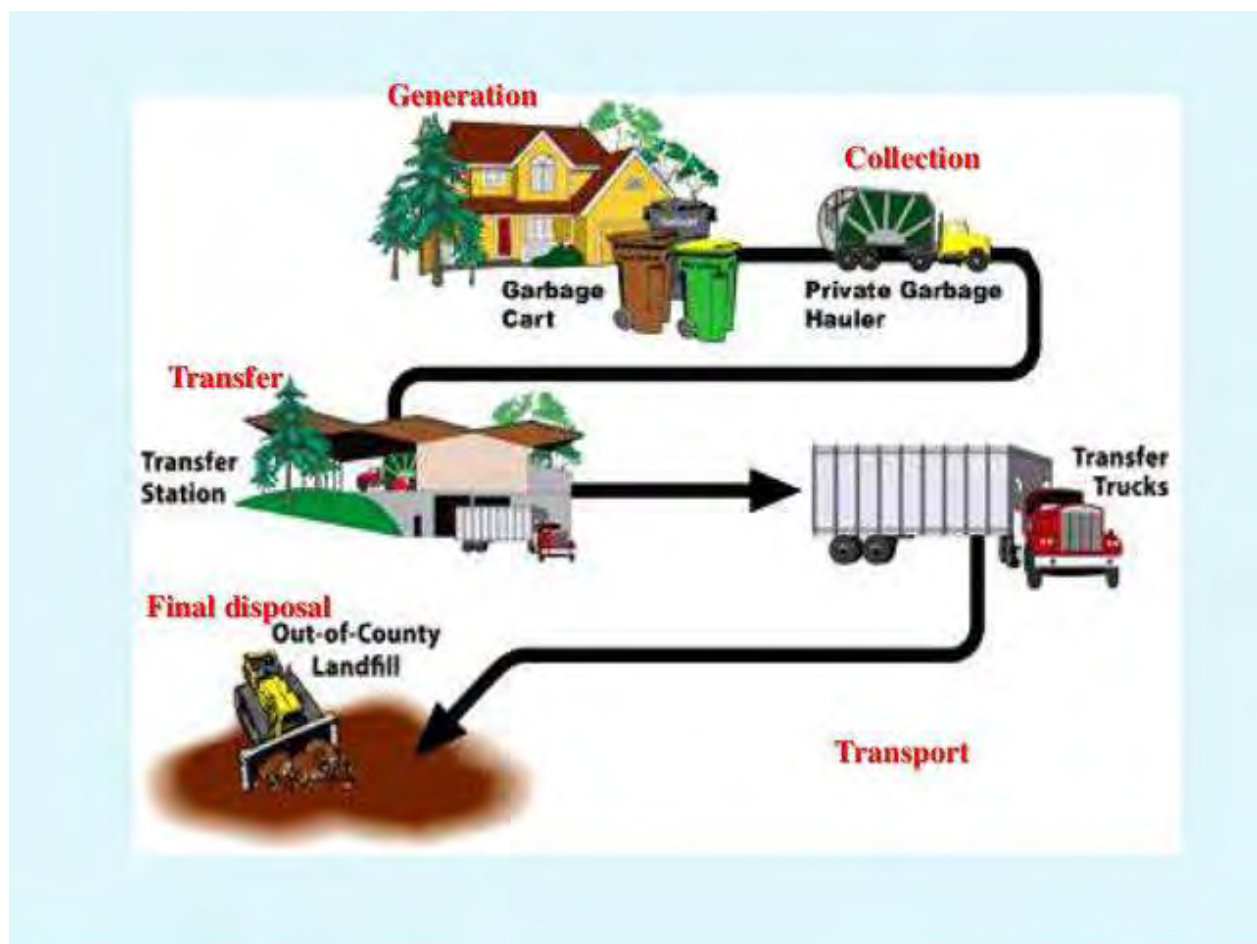 Generation
Collection
Garbage
Cart
Private Garbage
Hauler
Transfer
Transfer
Station
Transfer
Trucks
Final disposal
Out-of-County
Landfill
Transport